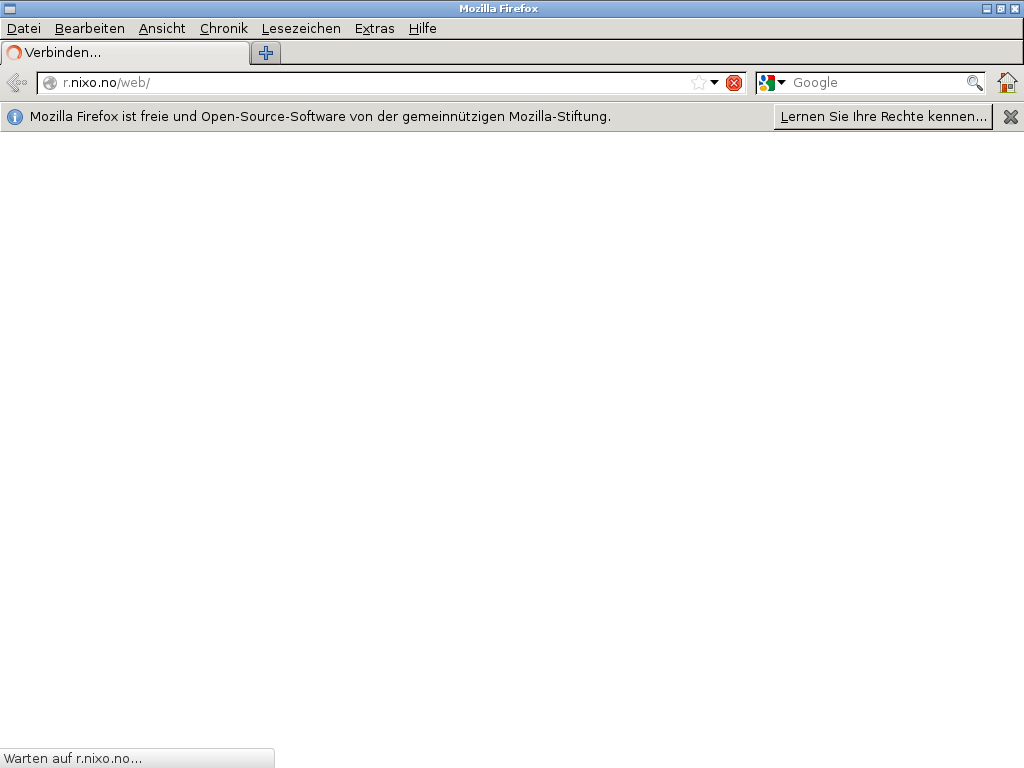 Mozilla Firefox
Datei Bearbeiten Ansicht Chronik Lesezeichen Extras Hilfe
Verbinden...
r.nixo.no/web/ Google
Mozilla Firefox ist freie und Open-Source-Software von der gemeinnützigen Mozilla-Stiftung. Lernen Sie Ihre Rechte kennen...
Warten auf r.nixo.no...